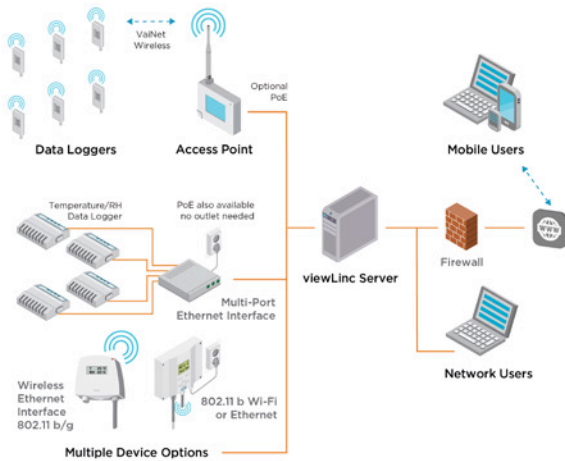 VaiNet
Wireless
Optional
PoE
Data Loggers
Access Point
Mobile Users
Temperature/RH
Data Logger
PoE also available
no outlet needed
WWW
viewLinc Server
Firewall
Multi-Port
Ethernet Interface
Wireless
Ethernet
Interface
802.11 b/g
802.11 b Wi-Fi
or Ethernet
Network Users
Multiple Device Options